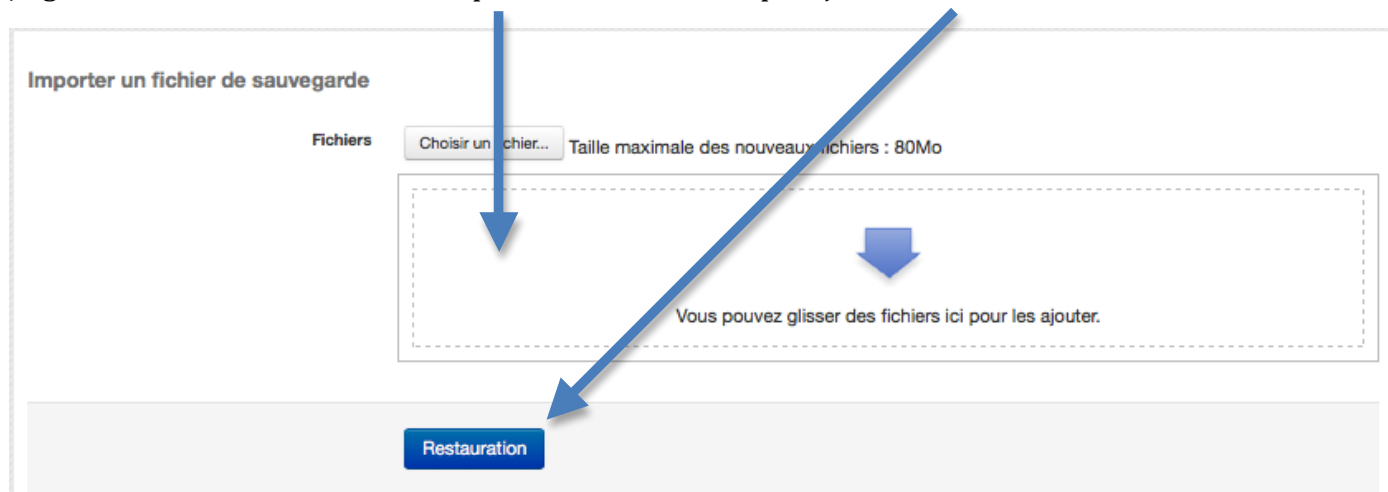 Importer un fichier de sauvegarde
Fichiers
Choisir un fichier... Taille maximale des nouveaux fichiers : 80Mo
Vous pouvez glisser des fichiers ici pour les ajouter.
Restauration